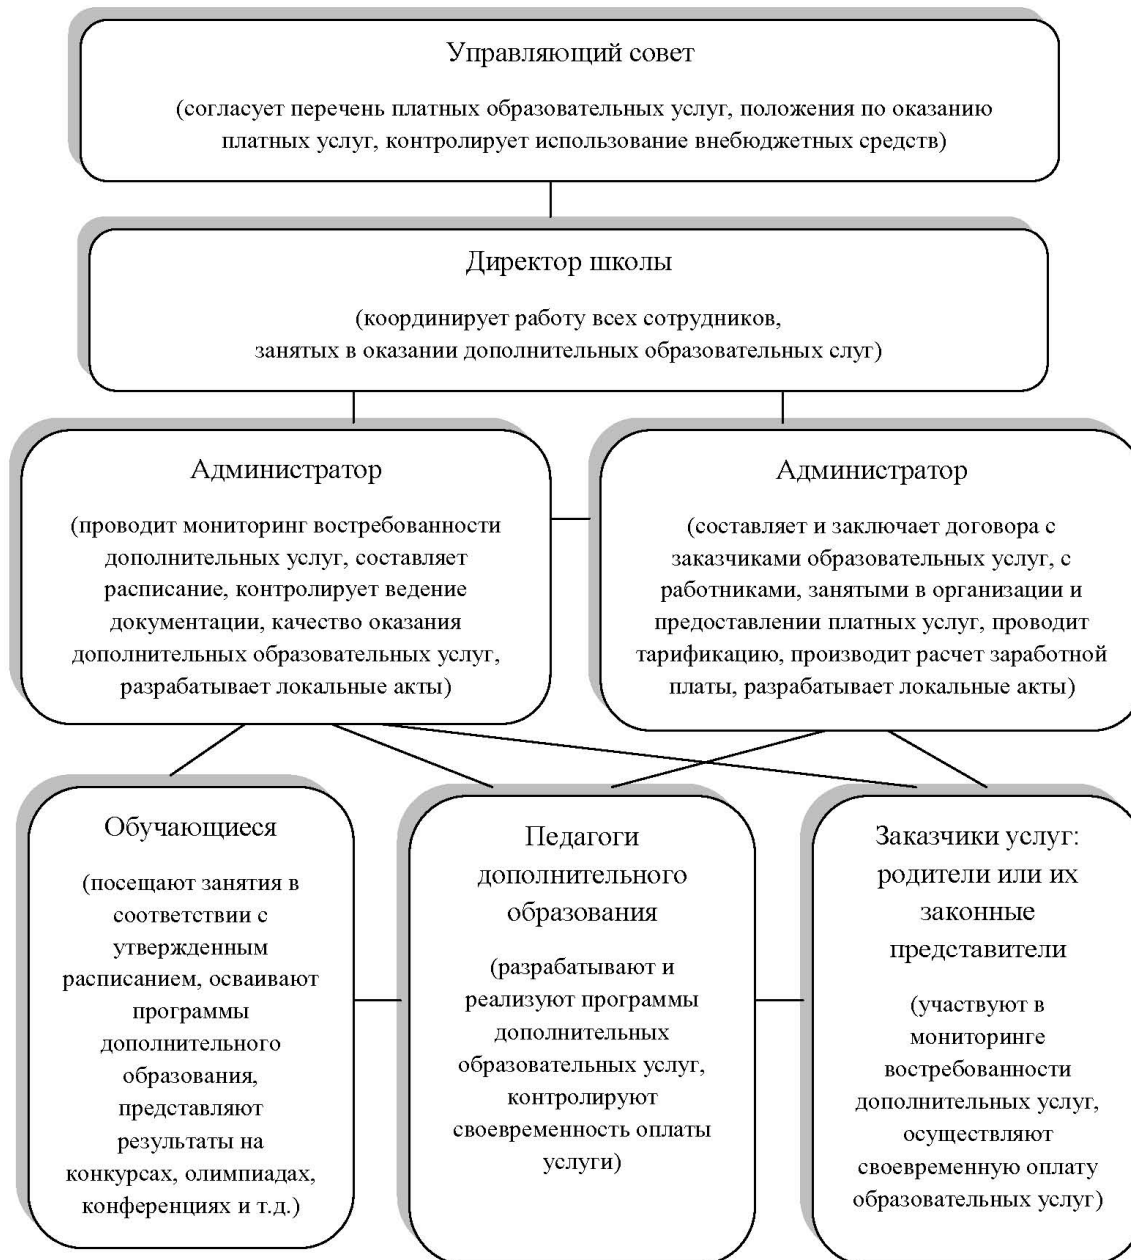 Управляющий совет
(согласует перечень платных образовательных услуг, положения по оказанию
платных услуг, контролирует использование внебюджетных средств)
Директор школы
(координирует работу всех сотрудников,
занятых в оказании дополнительных образовательных слуг)
Администратор
(проводит мониторинг востребованности
дополнительных услуг, составляет
расписание, контролирует ведение
документации, качество оказания
дополнительных образовательных услуг,
разрабатывает локальные акты)
Администратор
(составляет и заключает договора с
заказчиками образовательных услуг, с
работниками, занятыми в организации и
предоставлении платных услуг, проводит
тарификацию, производит расчет заработной
платы, разрабатывает локальные акты)
Обучающиеся
(посещают занятия в
соответствии с
утвержденным
расписанием, осваивают
программы
дополнительного
образования,
представляют
результаты на
конкурсах, олимпиадах,
конференциях и т.д.)
Педагоги
дополнительного
образования
(разрабатывают и
реализуют программы
дополнительных
образовательных услуг,
контролируют
своевременность оплаты
услуги)
Заказчики услуг:
родители или их
законные
представители
(участвуют в
мониторинге
востребованности
дополнительных услуг,
осуществляют
своевременную оплату
образовательных услуг)